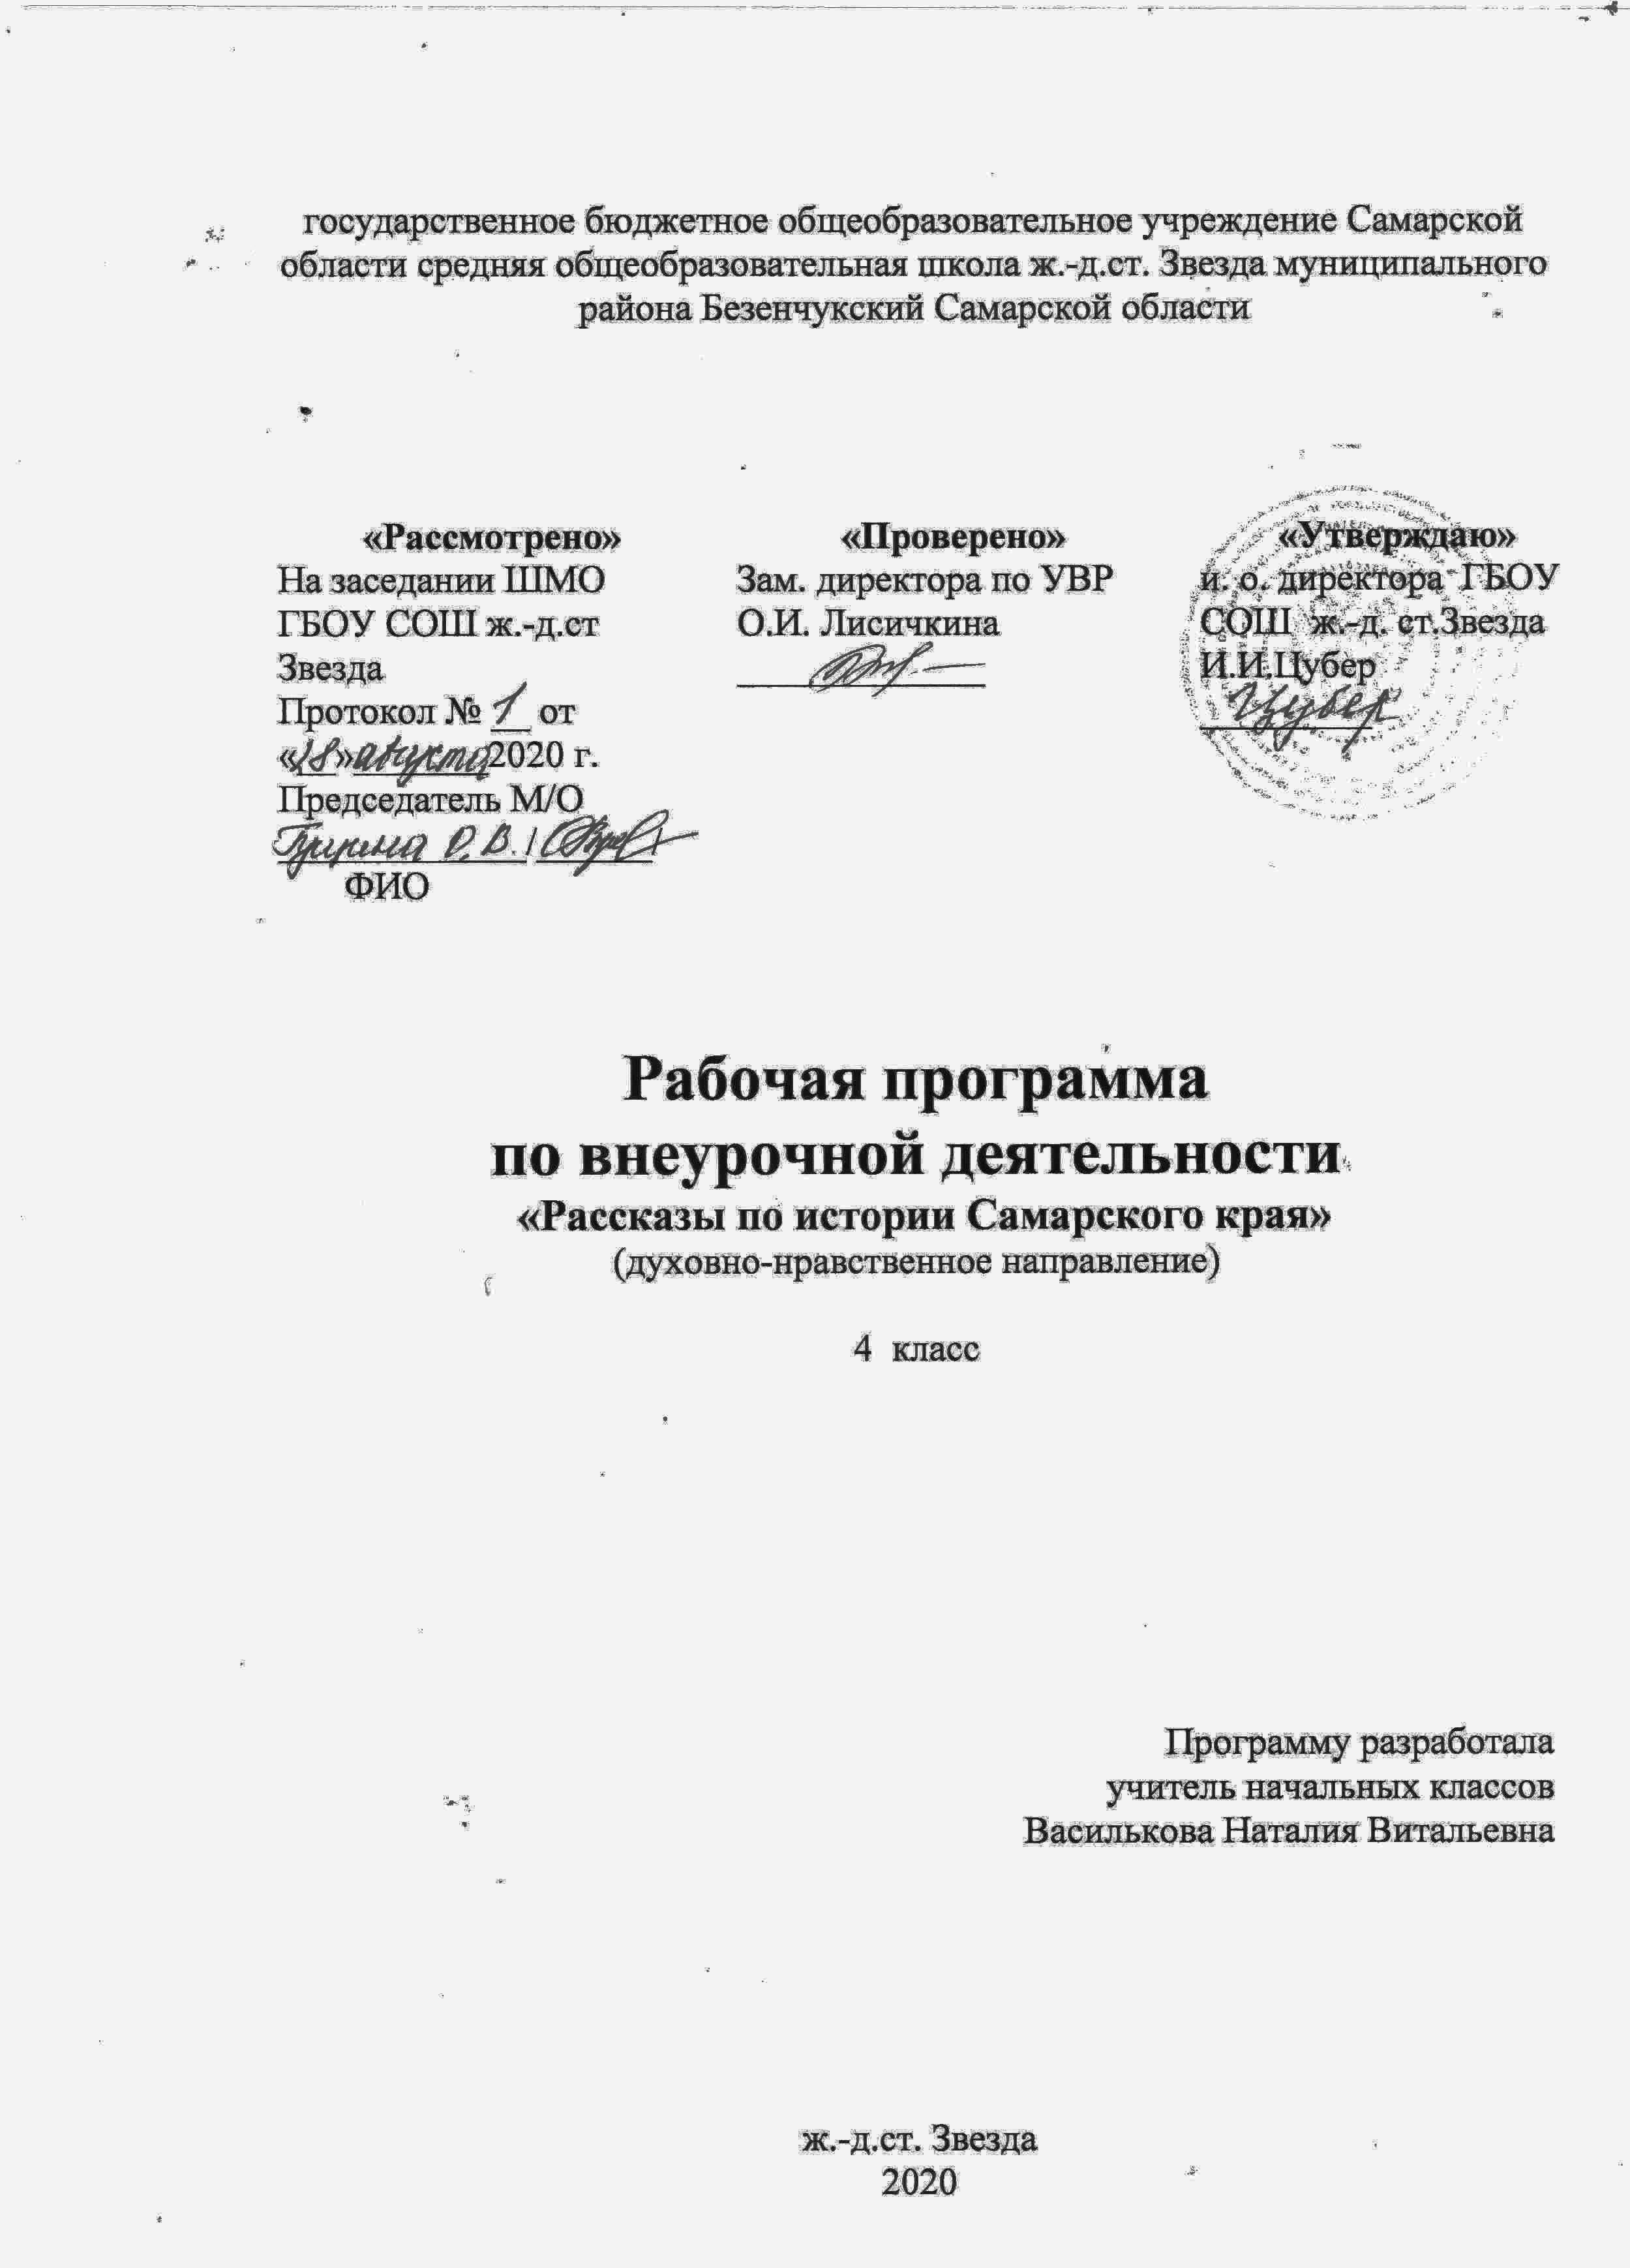 государственное бюджетное общеобразовательное учреждение Самарской
области средняя общеобразовательная школа ж.-д.ст. Звезда муниципального
района Безенчукский Самарской области
«Рассмотрено»
На заседании ШМО
ГБОУ СОШ ж.-д.ст
Звезда
Протокол № 1 от
«28» августа 2020 г.
Председатель М/О
ФИО
«Проверено»
Зам. директора по УВР
О.И. Лисичкина
«Утверждаю»
и. о. директора ГБОУ
СОШ ж.-д. ст.Звезда
И.И.Цубер
Цубер
Рабочая программа
по внеурочной деятельности
«Рассказы по истории Самарского края»
(духовно-нравственное направление)
4 класс
Программу разработала
учитель начальных классов
Василькова Наталия Витальевна
ж.-д.ст. Звезда
2020